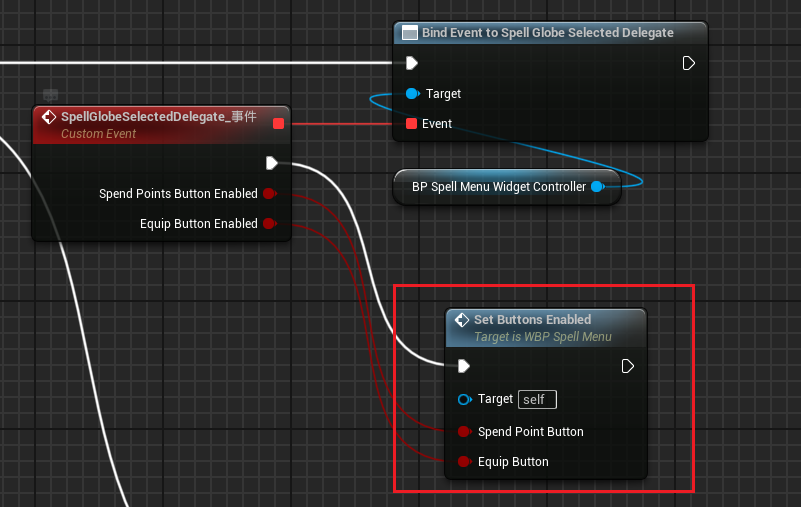 Bind Event to Spell Globe Selected Delegate
Target
Event
SpellGlobeSelectedDelegate_事件
Custom Event
Spend Points Button Enabled
Equip Button Enabled
BP Spell Menu Widget Controller
Set Buttons Enabled
Target is WBP Spell Menu
Target self
Spend Point Button
Equip Button